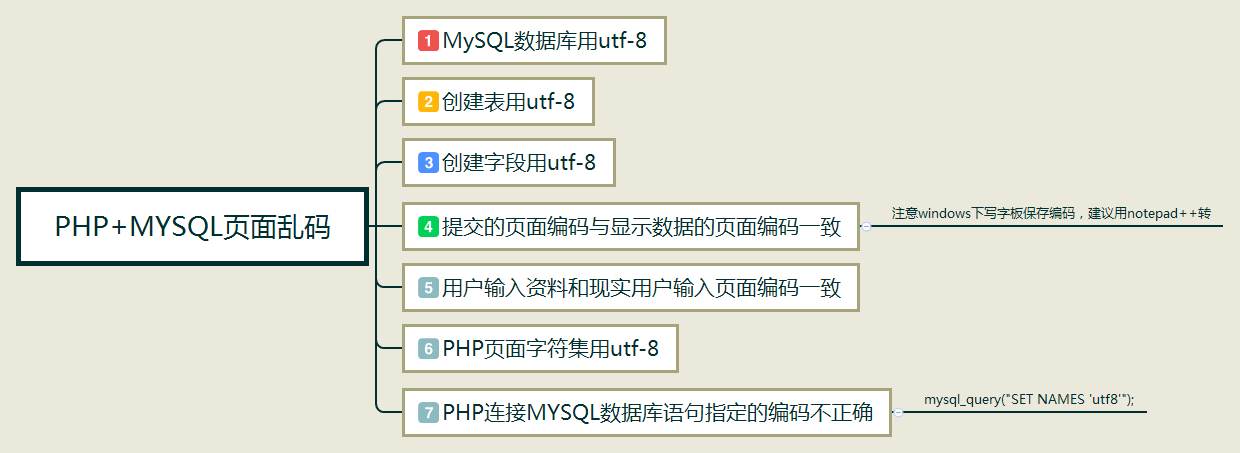 PHP+MYSQL页面乱码
1 MySQL数据库用utf-8
2 创建表用utf-8
3 创建字段用utf-8
4 提交的页面编码与显示数据的页面编码一致
注意windows下写字板保存编码，建议用notepad++转
5 用户输入资料和现实用户输入页面编码一致
6 PHP页面字符集用utf-8
7 PHP连接MYSQL数据库语句指定的编码不正确
mysql_query("SET NAMES 'utf8'");